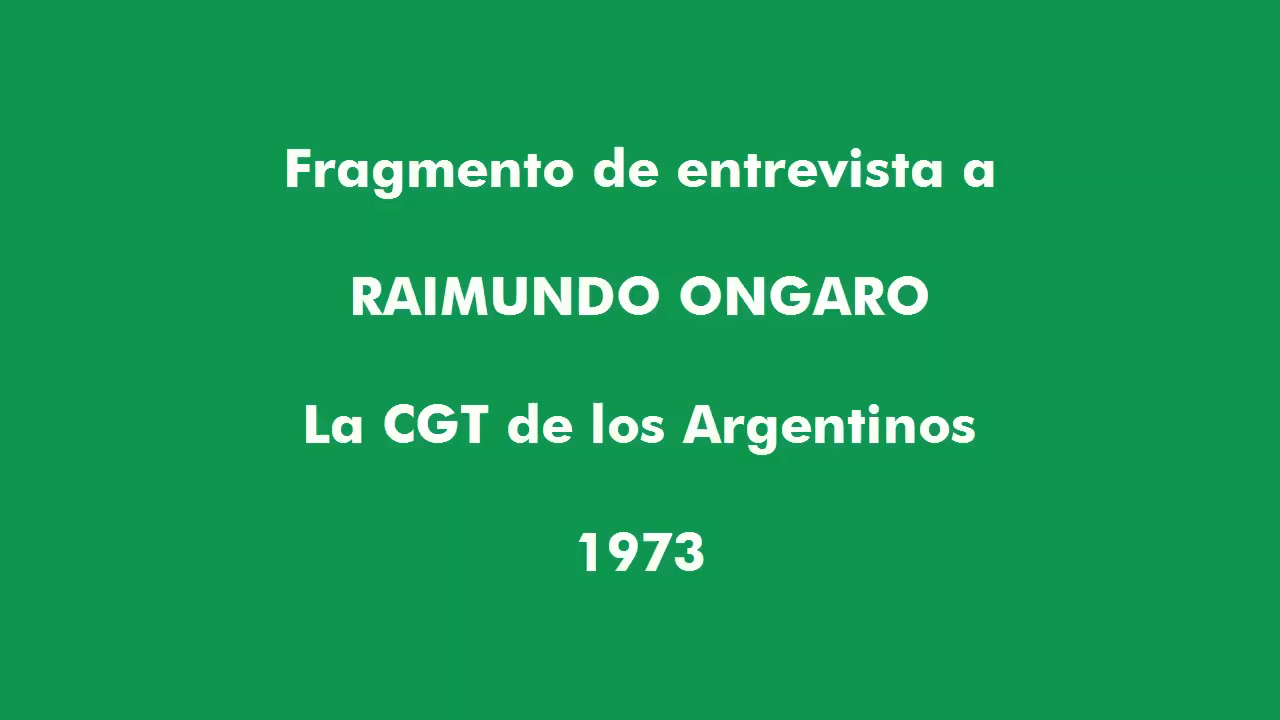 Fragmento de entrevista a
RAIMUNDO ONGARO
La CGT de los Argentinos
1973